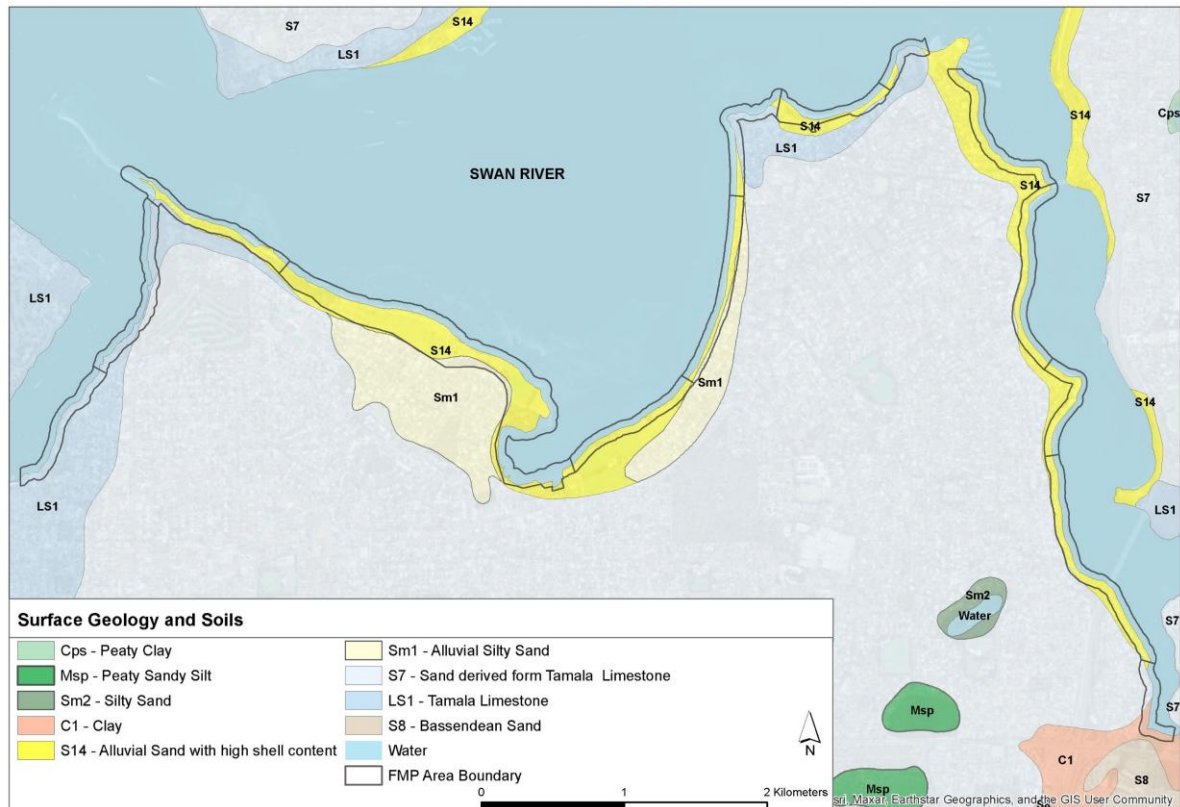 S7
S14
LS1
S14
Cps
S14
LS1
SWAN RIVER
S14
S7
LS1
S14
Sm1
Sm1
S14
LS1
LS1
Sm2
Water
S7
Msp
S7
C1
S8
Msp
Surface Geology and Soils
Cps - Peaty Clay
Msp - Peaty Sandy Silt
Sm2 - Silty Sand
C1 - Clay
S14 - Alluvial Sand with high shell content
Sm1 - Alluvial Silty Sand
S7 - Sand derived form Tamala Limestone
LS1 - Tamala Limestone
S8 - Bassendean Sand
Water
FMP Area Boundary
N
0 1 2 Kilometers
sri, Maxar, Earthstar Geographics, and the GIS User Community